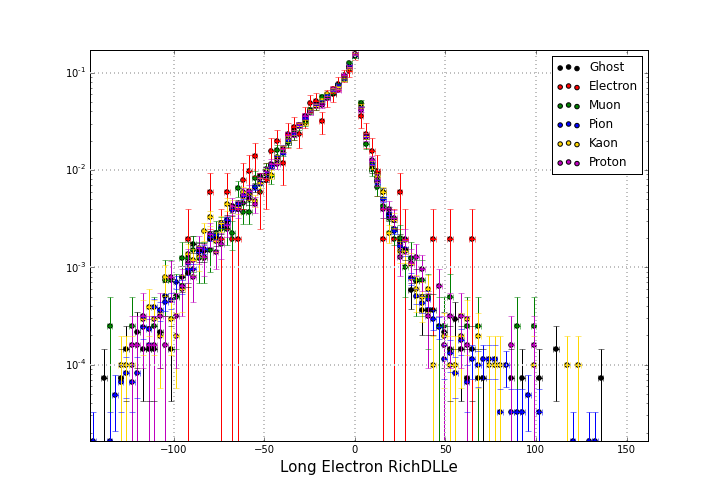 10⁻¹
10⁻²
10⁻³
10⁻⁴
−100
−50
0
50
100
150
Long Electron RichDLLe
Ghost
Electron
Muon
Pion
Kaon
Proton